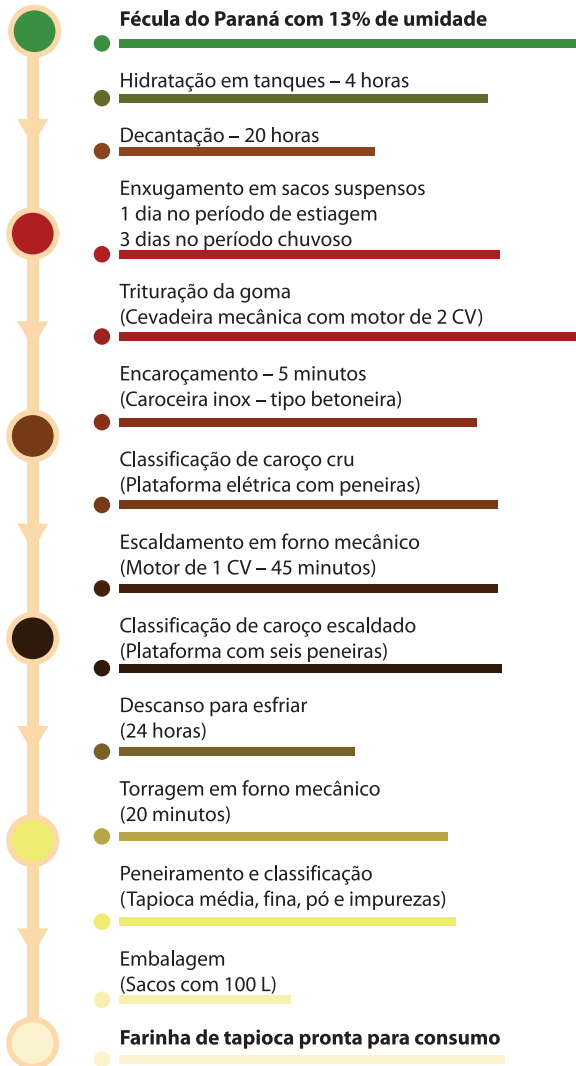 Fécula do Paraná com 13% de umidade
Hidratação em tanques – 4 horas
Decantação – 20 horas
Enxugamento em sacos suspensos
1 dia no período de estiagem
3 dias no período chuvoso
Trituração da goma
(Cevadeira mecânica com motor de 2 CV)
Encaroçamento – 5 minutos
(Caroceira inox – tipo betoneira)
Classificação de caroço cru
(Plataforma elétrica com peneiras)
Escaldamento em forno mecânico
(Motor de 1 CV – 45 minutos)
Classificação de caroço escaldado
(Plataforma com seis peneiras)
Descanso para esfriar
(24 horas)
Torragem em forno mecânico
(20 minutos)
Peneiramento e classificação
(Tapioca média, fina, pó e impurezas)
Embalagem
(Sacos com 100 L)
Farinha de tapioca pronta para consumo